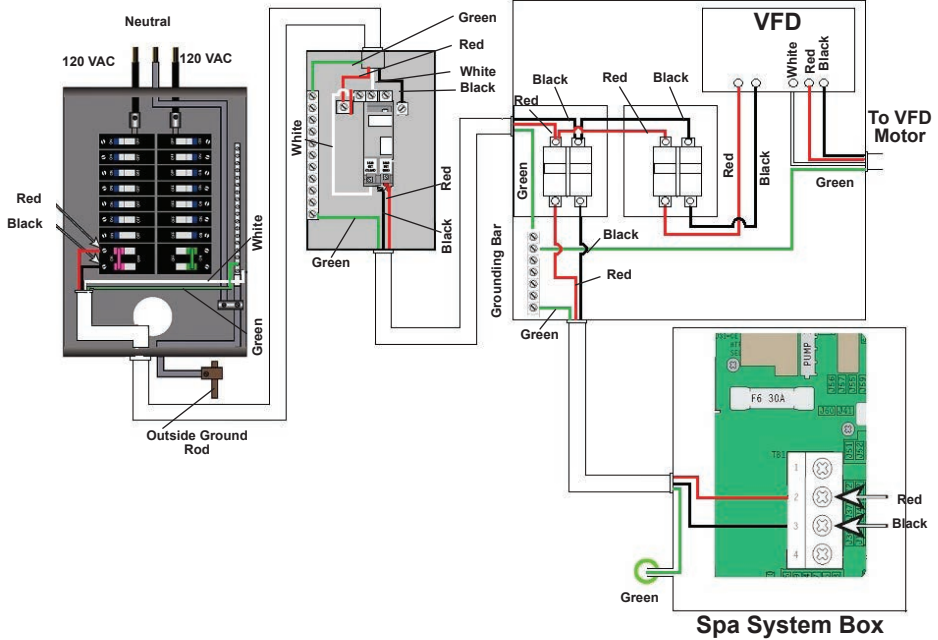 Neutral
120 VAC
120 VAC
Red
Black
White
Green
Outside Ground
Rod
Green
Red
White
Black
White
Red
Black
Green
VFD
White
Red
Black
Black
Red
Black
Red
Green
Red
Black
To VFD
Motor
Green
Grounding Bar
Black
Red
Green
PUMP
F6 30A
TB1
1
2
3
4
Red
Black
Green
Spa System Box